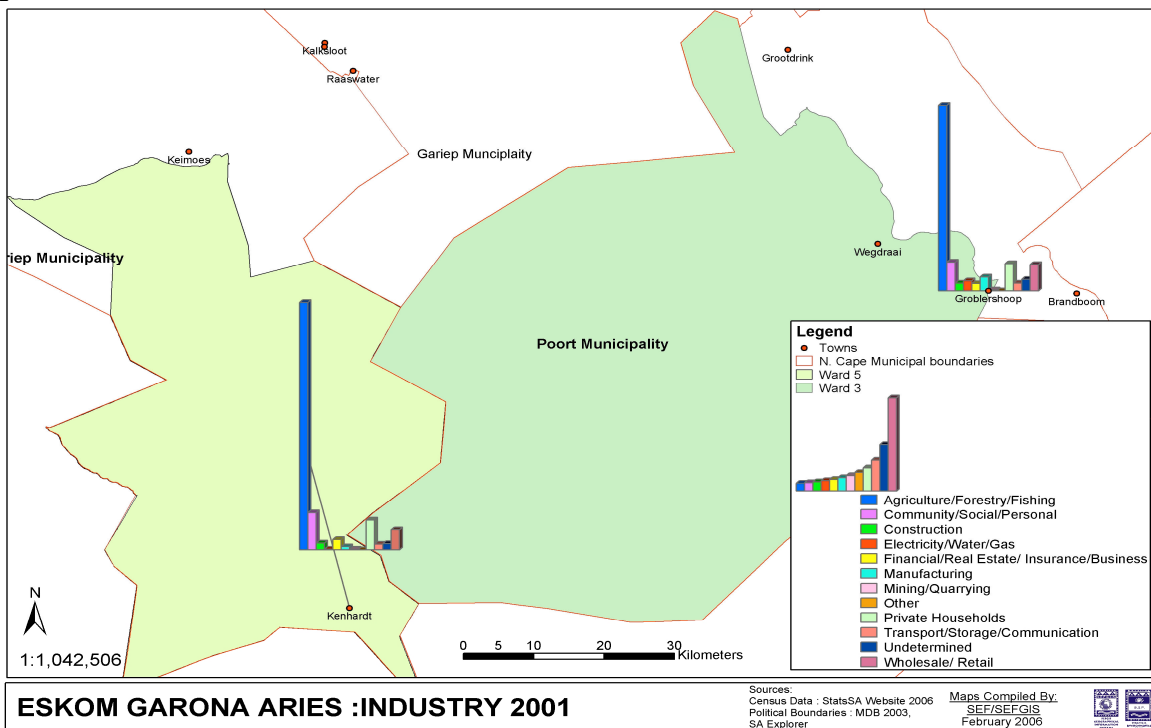 Kalksloot
Raaswater
Grootdrink
Keimoes
Gariep Munciplaity
Wegdraai
riep Municipality
Groblershoop
Brandboom
Poort Municipality
Legend
Towns
N. Cape Municipal boundaries
Ward 5
Ward 3
Agriculture/Forestry/Fishing
Community/Social/Personal
Construction
Electricity/Water/Gas
Financial/Real Estate/ Insurance/Business
Manufacturing
Mining/Quarrying
Other
Private Households
Transport/Storage/Communication
Undetermined
Wholesale/ Retail
Kenhardt
N
1:1,042,506
0 5 10 20 30
Kilometers
ESKOM GARONA ARIES :INDUSTRY 2001
Sources:
Census Data : StatsSA Website 2006
Political Boundaries : MDB 2003,
SA Explorer
Maps Compiled By:
SEF/SEFGIS
February 2006